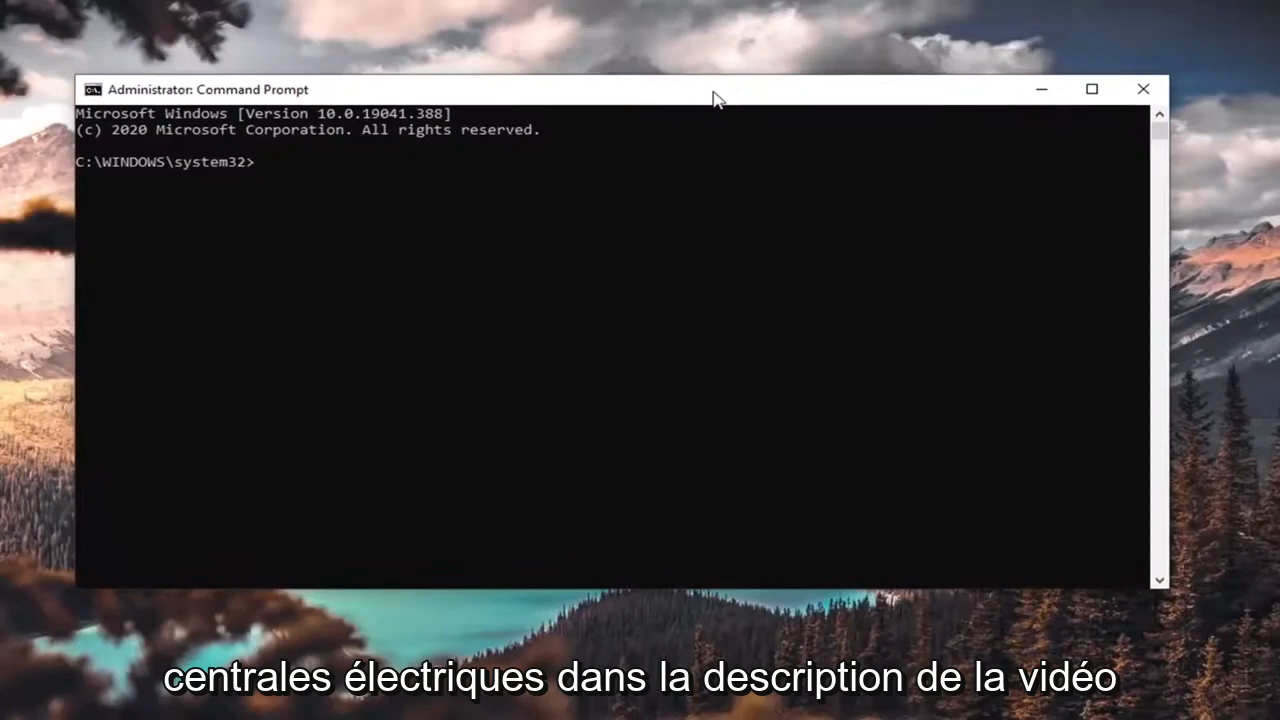 Administrator: Command Prompt
Microsoft Windows [Version 10.0.19041.388]
(c) 2020 Microsoft Corporation. All rights reserved.
C:\WINDOWS\system32>
centrales électriques dans la description de la vidéo